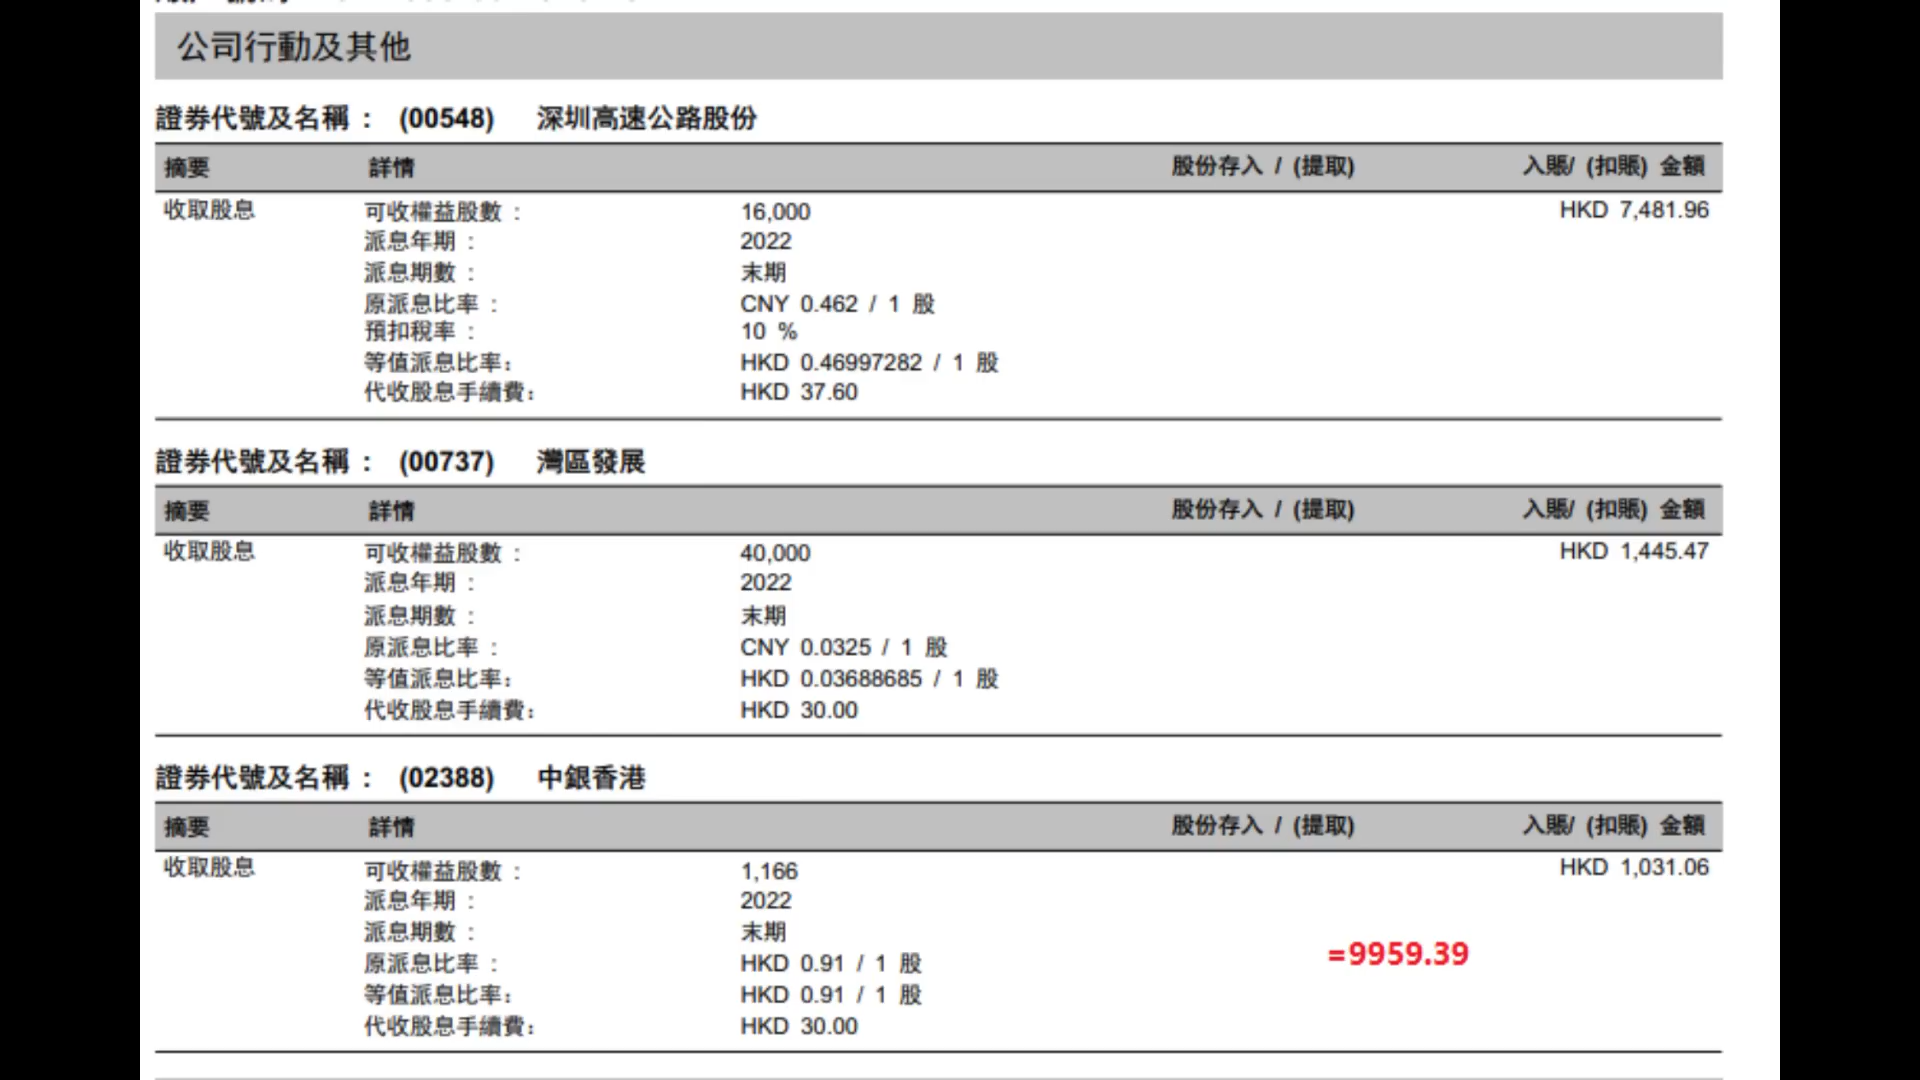 公司行動及其他
證券代號及名稱 : (00548) 深圳高速公路股份
摘要 詳情 股份存入 / (提取) 入賬/ (扣賬) 金額
收取股息 可收權益股數 : 16,000 HKD 7,481.96
派息年期 : 2022
派息期數 : 末期
原派息比率 : CNY 0.462 / 1 股
預扣稅率 : 10 %
等值派息比率: HKD 0.46997282 / 1 股
代收股息手續費: HKD 37.60
證券代號及名稱 : (00737) 灣區發展
摘要 詳情 股份存入 / (提取) 入賬/ (扣賬) 金額
收取股息 可收權益股數 : 40,000 HKD 1,445.47
派息年期 : 2022
派息期數 : 末期
原派息比率 : CNY 0.0325 / 1 股
等值派息比率: HKD 0.03688685 / 1 股
代收股息手續費: HKD 30.00
證券代號及名稱 : (02388) 中銀香港
摘要 詳情 股份存入 / (提取) 入賬/ (扣賬) 金額
收取股息 可收權益股數 : 1,166 HKD 1,031.06
派息年期 : 2022
派息期數 : 末期
=9959.39
原派息比率 : HKD 0.91 / 1 股
等值派息比率: HKD 0.91 / 1 股
代收股息手續費: HKD 30.00